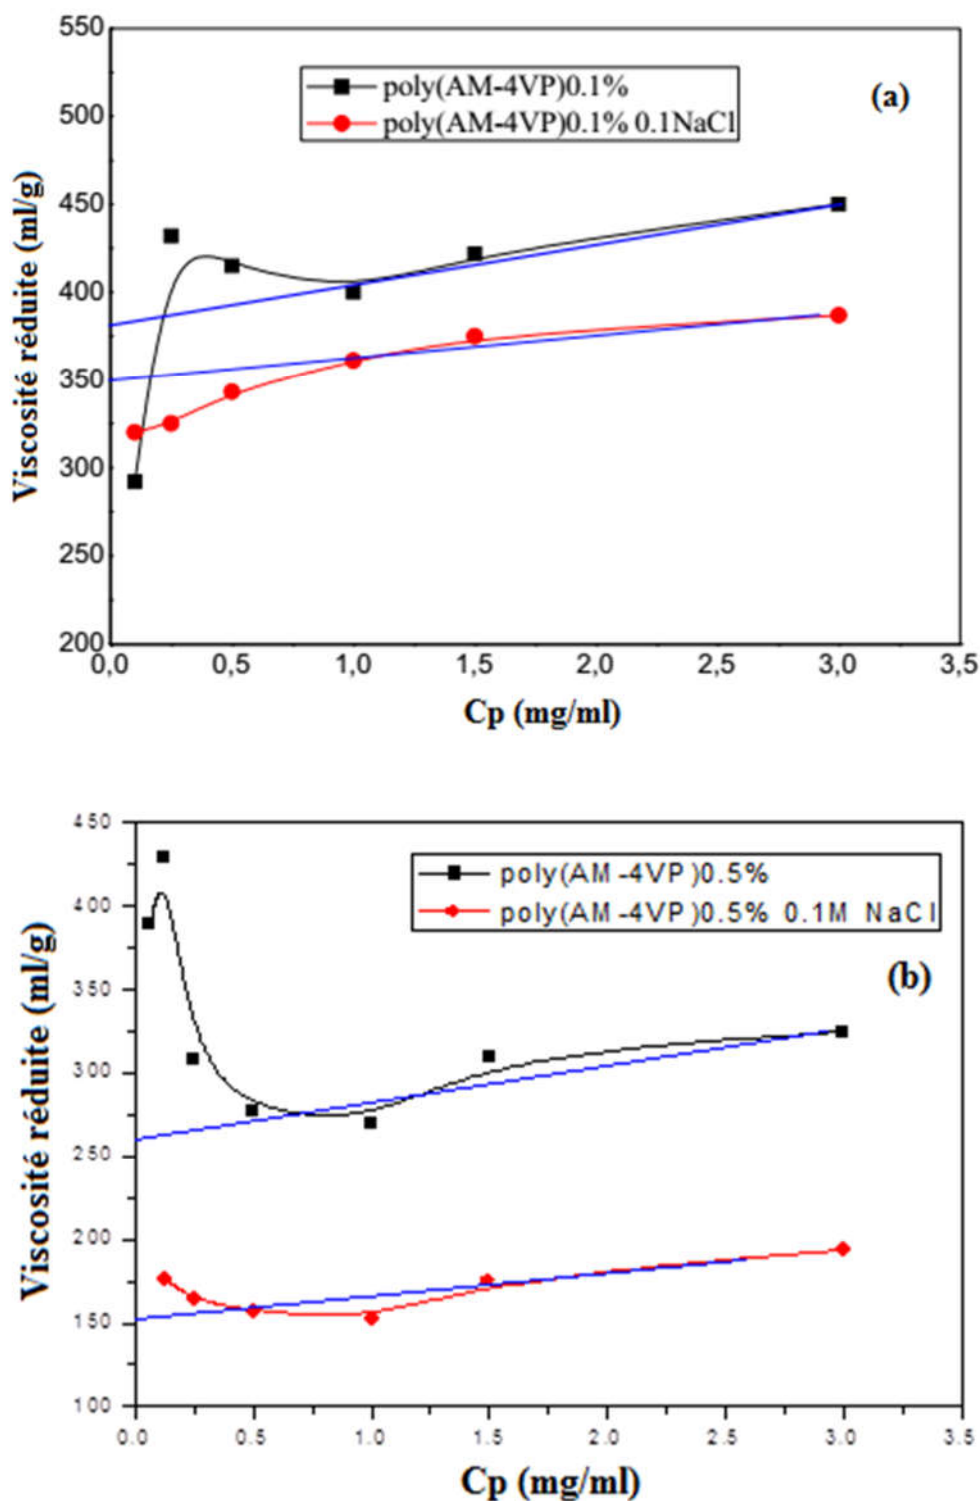 550
500
450
400
350
300
250
200
Viscosité réduite (ml/g)
poly(AM-4VP)0.1%
poly(AM-4VP)0.1% 0.1NaCl
(a)
0,0 0,5 1,0 1,5 2,0 2,5 3,0 3,5
Cp (mg/ml)
450
400
350
300
250
200
150
100
Viscosité réduite (ml/g)
poly(AM-4VP)0.5%
poly(AM-4VP)0.5% 0.1M NaCl
(b)
0.0 0.5 1.0 1.5 2.0 2.5 3.0 3.5
Cp (mg/ml)